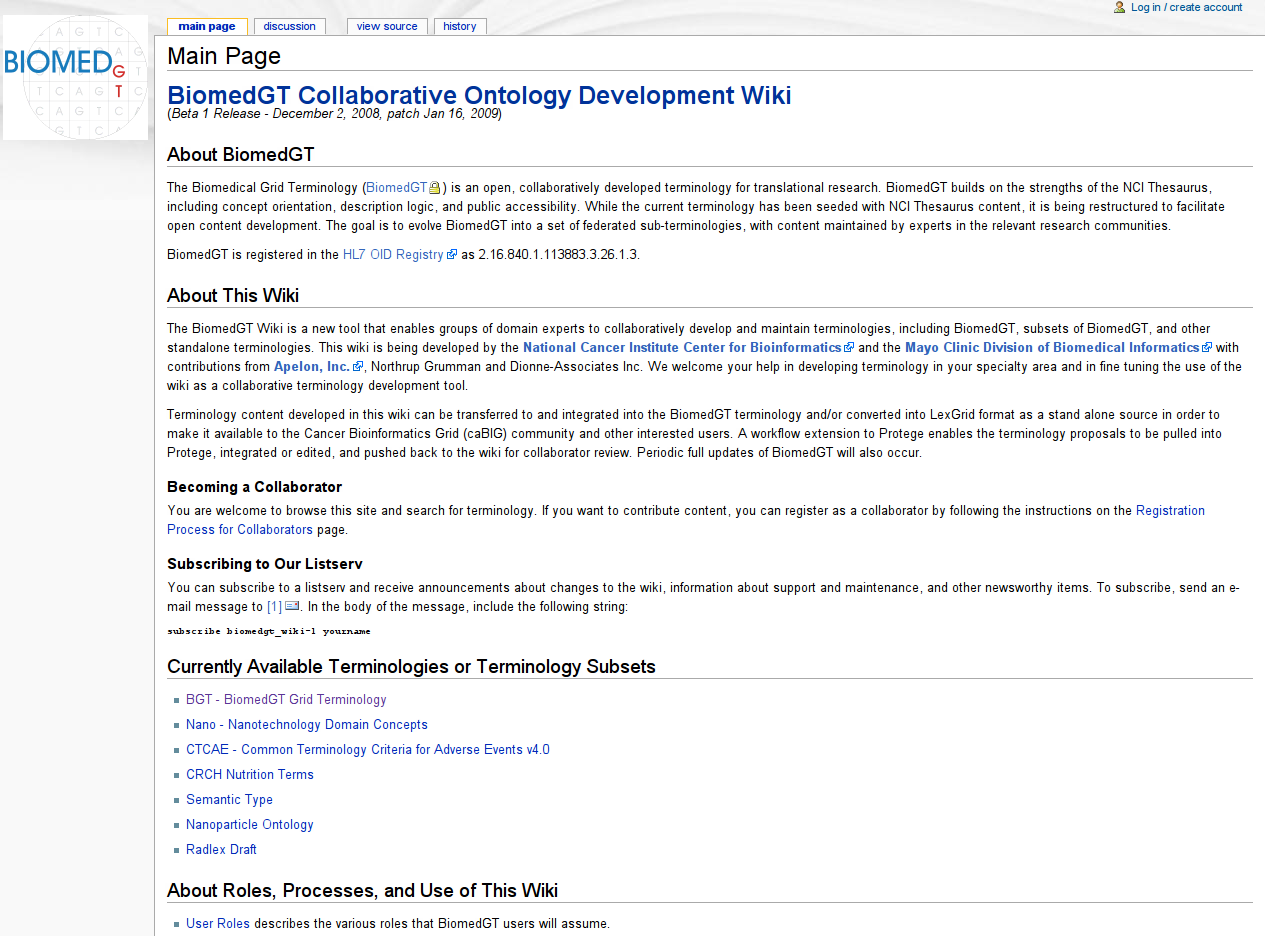 Log in / create account
main page discussion view source history
BIOMED
G
T
Main Page
BiomedGT Collaborative Ontology Development Wiki
(Beta 1 Release - December 2, 2008, patch Jan 16, 2009)
About BiomedGT
The Biomedical Grid Terminology (BiomedGT) is an open, collaboratively developed terminology for translational research. BiomedGT builds on the strengths of the NCI Thesaurus,
including concept orientation, description logic, and public accessibility. While the current terminology has been seeded with NCI Thesaurus content, it is being restructured to facilitate
open content development. The goal is to evolve BiomedGT into a set of federated sub-terminologies, with content maintained by experts in the relevant research communities.
BiomedGT is registered in the HL7 OID Registry as 2.16.840.1.113883.3.26.1.3.
About This Wiki
The BiomedGT Wiki is a new tool that enables groups of domain experts to collaboratively develop and maintain terminologies, including BiomedGT, subsets of BiomedGT, and other
standalone terminologies. This wiki is being developed by the National Cancer Institute Center for Bioinformatics and the Mayo Clinic Division of Biomedical Informatics with
contributions from Apelon, Inc., Northrup Grumman and Dionne-Associates Inc. We welcome your help in developing terminology in your specialty area and in fine tuning the use of the
wiki as a collaborative terminology development tool.
Terminology content developed in this wiki can be transferred to and integrated into the BiomedGT terminology and/or converted into LexGrid format as a stand alone source in order to
make it available to the Cancer Bioinformatics Grid (caBIG) community and other interested users. A workflow extension to Protege enables the terminology proposals to be pulled into
Protege, integrated or edited, and pushed back to the wiki for collaborator review. Periodic full updates of BiomedGT will also occur.
Becoming a Collaborator
You are welcome to browse this site and search for terminology. If you want to contribute content, you can register as a collaborator by following the instructions on the Registration
Process for Collaborators page.
Subscribing to Our Listserv
You can subscribe to a listserv and receive announcements about changes to the wiki, information about support and maintenance, and other newsworthy items. To subscribe, send an e-
mail message to [1]. In the body of the message, include the following string:
subscribe biomedgt_wiki-l yourname
Currently Available Terminologies or Terminology Subsets
BGT - BiomedGT Grid Terminology
Nano - Nanotechnology Domain Concepts
CTCAE - Common Terminology Criteria for Adverse Events v4.0
CRCH Nutrition Terms
Semantic Type
Nanoparticle Ontology
Radlex Draft
About Roles, Processes, and Use of This Wiki
User Roles describes the various roles that BiomedGT users will assume.